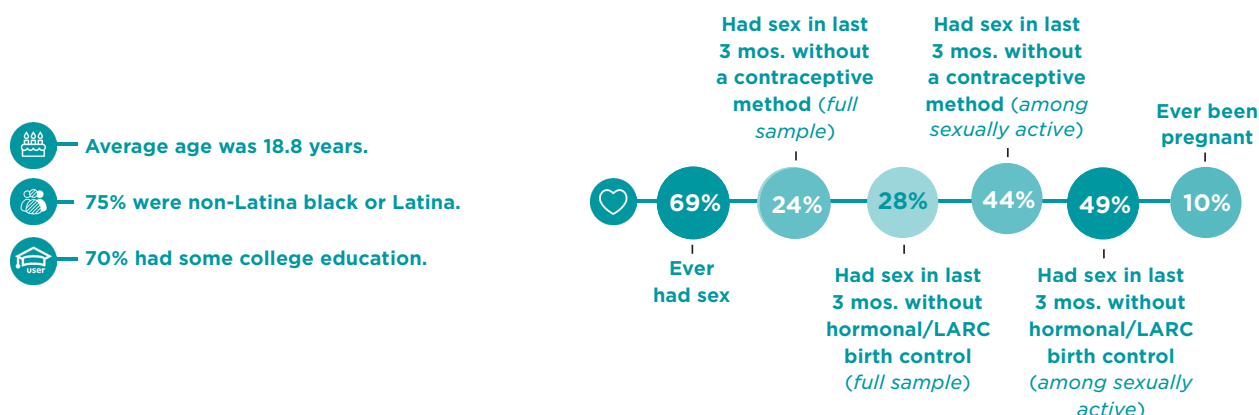 Average age was 18.8 years.
75% were non-Latina black or Latina.
user
70% had some college education.
Had sex in last
3 mos. without
a contraceptive
method (full
sample)
Had sex in last
3 mos. without
a contraceptive
method (among
sexually active)
Ever been
pregnant
69%
24%
28%
44%
49%
10%
Ever
had sex
Had sex in last
3 mos. without
hormonal/LARC
birth control
(full sample)
Had sex in last
3 mos. without
hormonal/LARC
birth control
(among sexually
active)